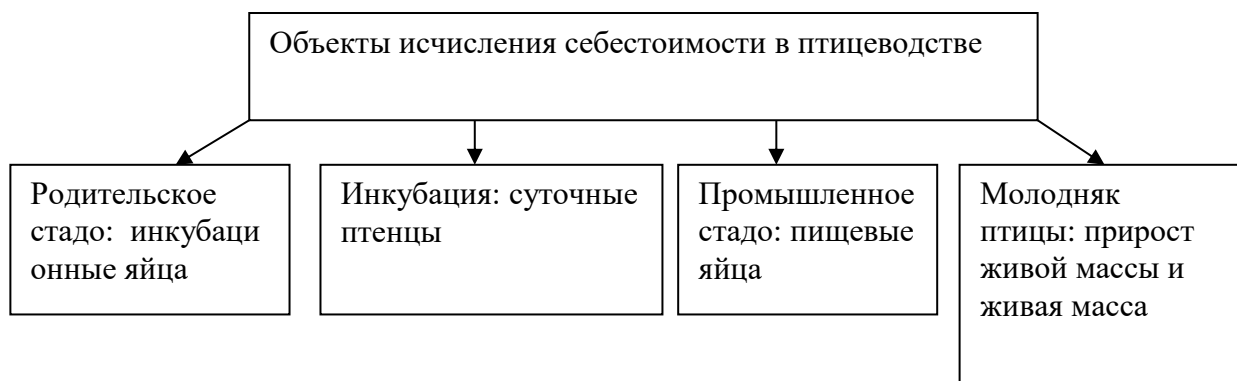 Объекты исчисления себестоимости в птицеводстве
Родительское
стадо: инкубаци
онные яйца
Инкубация: суточные
птенцы
Промышленное
стадо: пищевые
яйца
Молодняк
птицы: прирост
живой массы и
живая масса